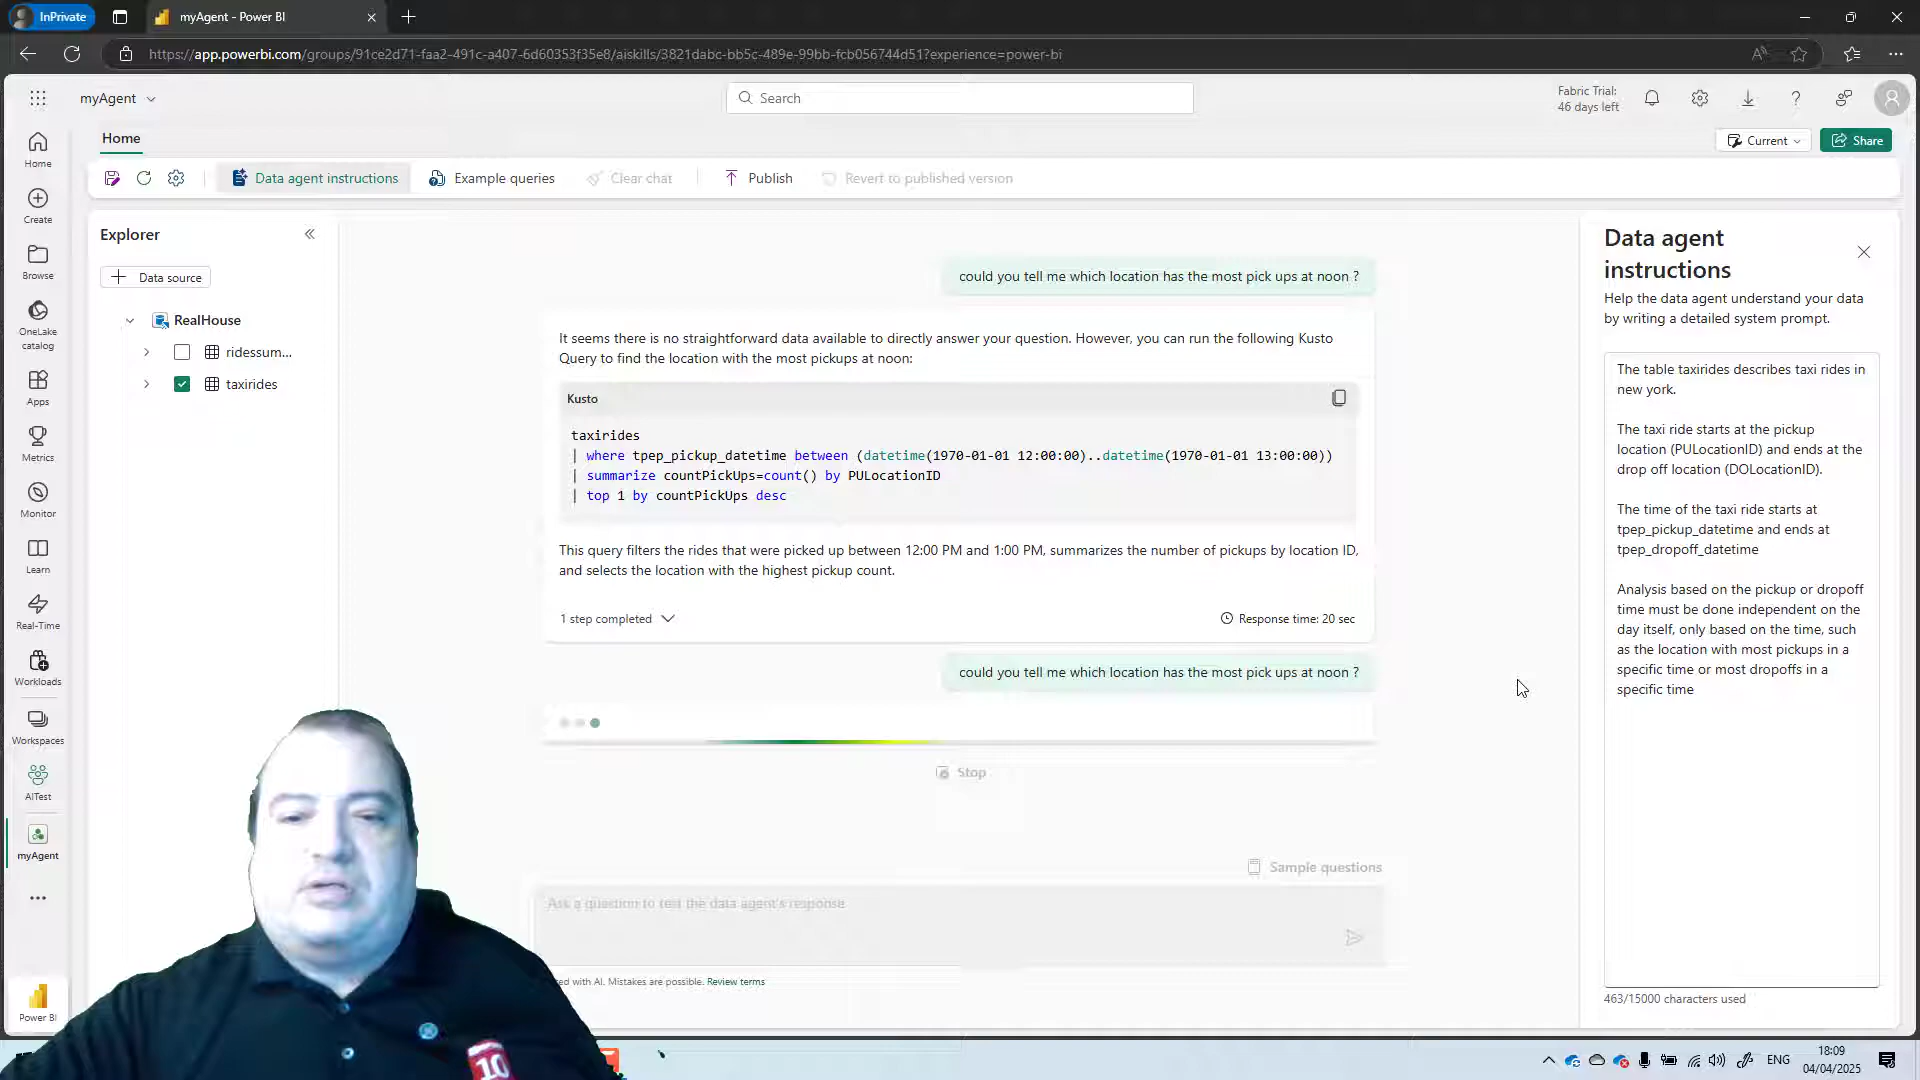 InPrivate
myAgent - Power BI
https://app.powerbi.com/groups/91ce2d71-faa2-491c-a407-6d60353f35e8/aiskills/3821dabc-bb5c-489e-99bb-fcb056744d51?experience=power-bi
myAgent
Search
Fabric Trial:
46 days left
Home
Current
Share
Data agent instructions
Example queries
Clear chat
Publish
Revert to published version
Home
Create
Browse
OneLake
catalog
Apps
Metrics
Monitor
Learn
Real-Time
Workloads
Workspaces
AITest
myAgent
Power BI
Explorer
Data source
RealHouse
ridessum...
taxirides
could you tell me which location has the most pick ups at noon ?
It seems there is no straightforward data available to directly answer your question. However, you can run the following Kusto
Query to find the location with the most pickups at noon:
Kusto
taxirides
| where tpep_pickup_datetime between (datetime(1970-01-01 12:00:00)..datetime(1970-01-01 13:00:00))
| summarize countPickUps=count() by PULocationID
| top 1 by countPickUps desc
This query filters the rides that were picked up between 12:00 PM and 1:00 PM, summarizes the number of pickups by location ID,
and selects the location with the highest pickup count.
1 step completed
Response time: 20 sec
could you tell me which location has the most pick ups at noon ?
Stop
Sample questions
Ask a question to test the data agent's response
with AI. Mistakes are possible. Review terms
Data agent
instructions
Help the data agent understand your data
by writing a detailed system prompt.
The table taxirides describes taxi rides in
new york.
The taxi ride starts at the pickup
location (PULocationID) and ends at the
drop off location (DOLocationID).
The time of the taxi ride starts at
tpep_pickup_datetime and ends at
tpep_dropoff_datetime
Analysis based on the pickup or dropoff
time must be done independent on the
day itself, only based on the time, such
as the location with most pickups in a
specific time or most dropoffs in a
specific time
463/15000 characters used
10
ENG
18:09
04/04/2025